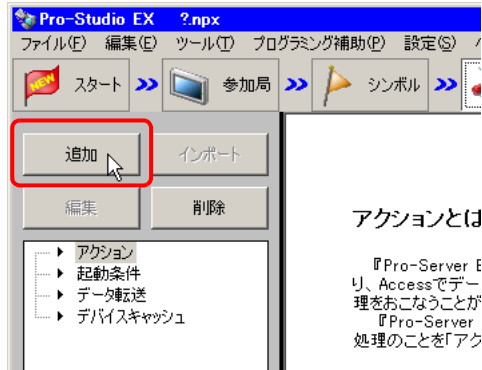 Pro-Studio EX ?.npx
ファイル(F) 編集(E) ツール(T) プログラミング補助(P) 設定(S)
NEW スタート » 参加局 » シンボル »
追加 インポート
編集 削除
アクション
起動条件
データ転送
デバイスキャッシュ
アクションとは
『Pro-Server E
り、Accessでデー
理をおこなうことが
『Pro-Server
処理のことを「アク